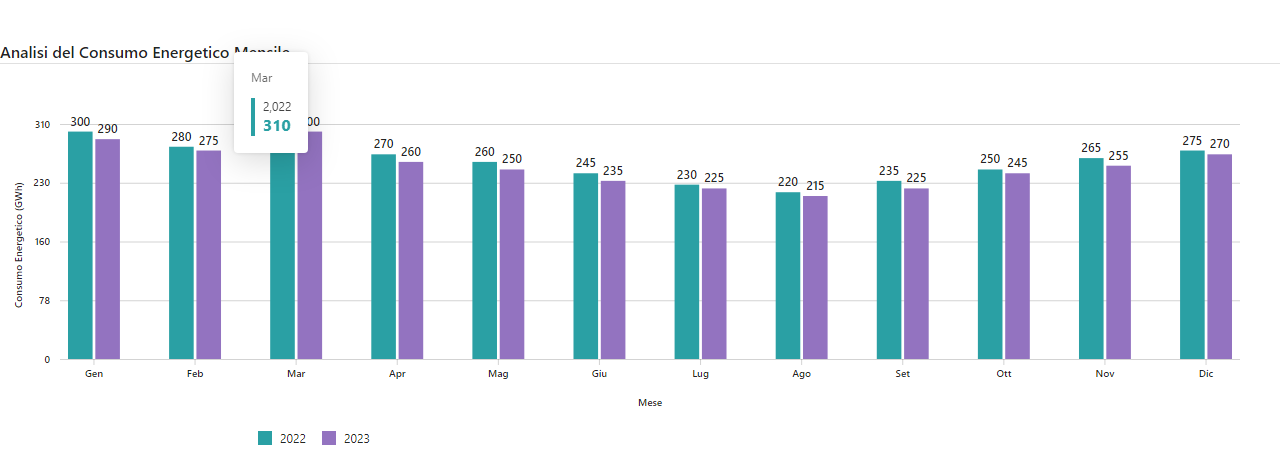 Analisi del Consumo Energetico
Mar
2,022
310
300 290 280 275 270 260 260 250 245 235 230 225 220 215 235 225 250 245 265 255 275 270
310
230
160
78
0
Consumo Energetico (GWh)
Gen Feb Mar Apr Mag Giu Lug Ago Set Ott Nov Dic
Mese
2022 2023